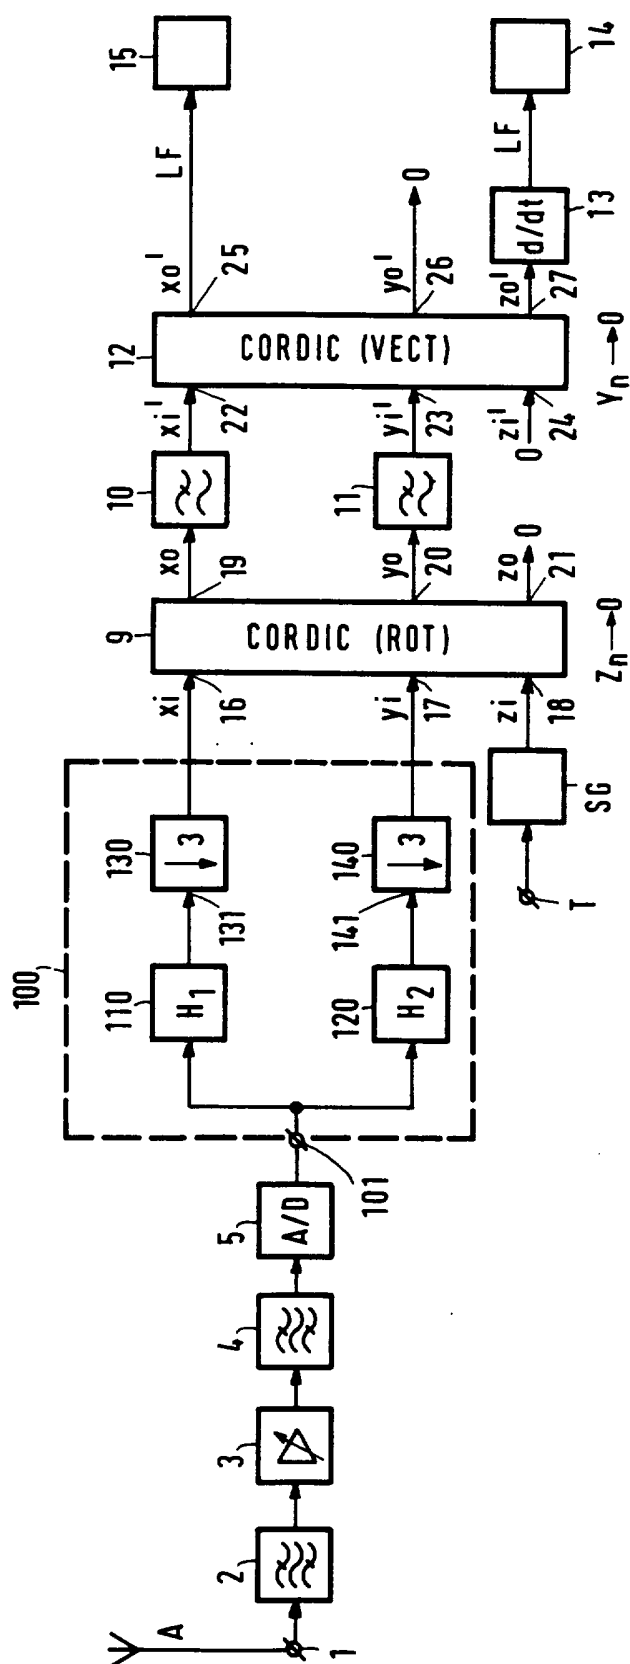 A
1
2
3
4
5
A/D
101
100
110
H1
130
3
131
120
H2
140
3
141
T
SG
xi
16
yi
17
zi
18
9
CORDIC (ROT)
xo
19
yo
20
zo
21
0
Zn → 0
10
11
xi'
22
yi'
23
zi'
24
0
12
CORDIC (VECT)
xo'
25
yo'
26
0
zo'
27
Yn → 0
d/dt
13
LF
15
LF
14